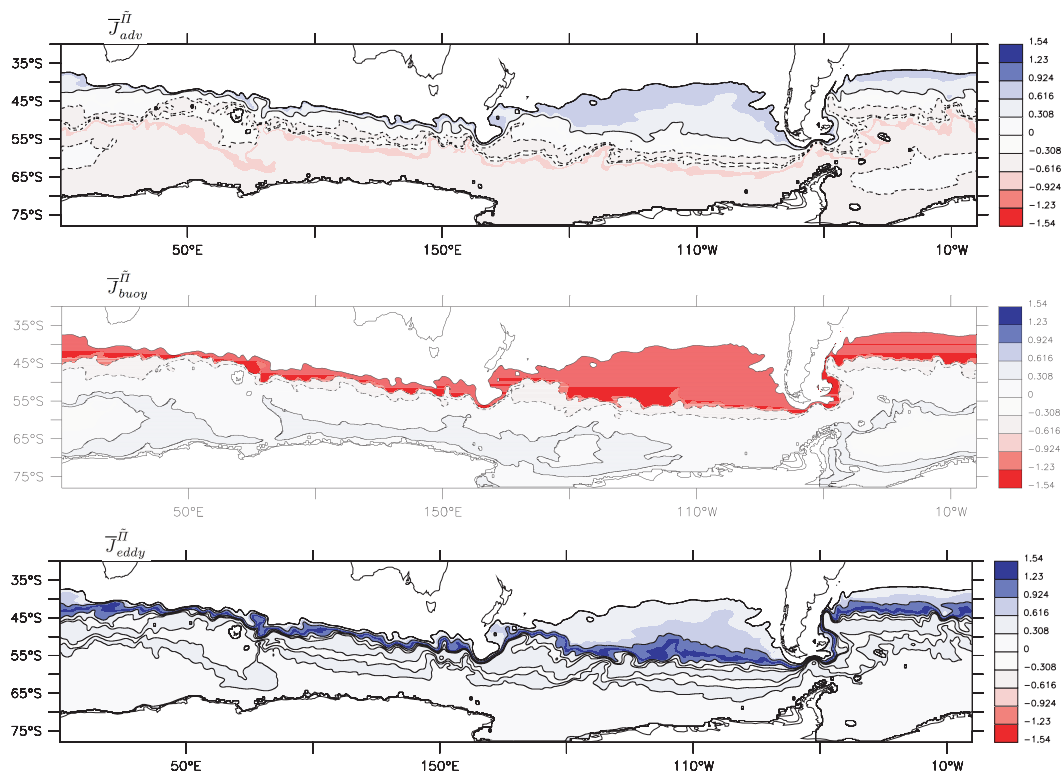 J̅^Π̃_adv
35°S
45°S
55°S
65°S
75°S
50°E 150°E 110°W 10°W
1.54
1.23
0.924
0.616
0.308
0
−0.308
−0.616
−0.924
−1.23
−1.54
J̅^Π̃_buoy
35°S
45°S
55°S
65°S
75°S
50°E 150°E 110°W 10°W
1.54
1.23
0.924
0.616
0.308
0
−0.308
−0.616
−0.924
−1.23
−1.54
J̅^Π̃_eddy
35°S
45°S
55°S
65°S
75°S
50°E 150°E 110°W 10°W
1.54
1.23
0.924
0.616
0.308
0
−0.308
−0.616
−0.924
−1.23
−1.54